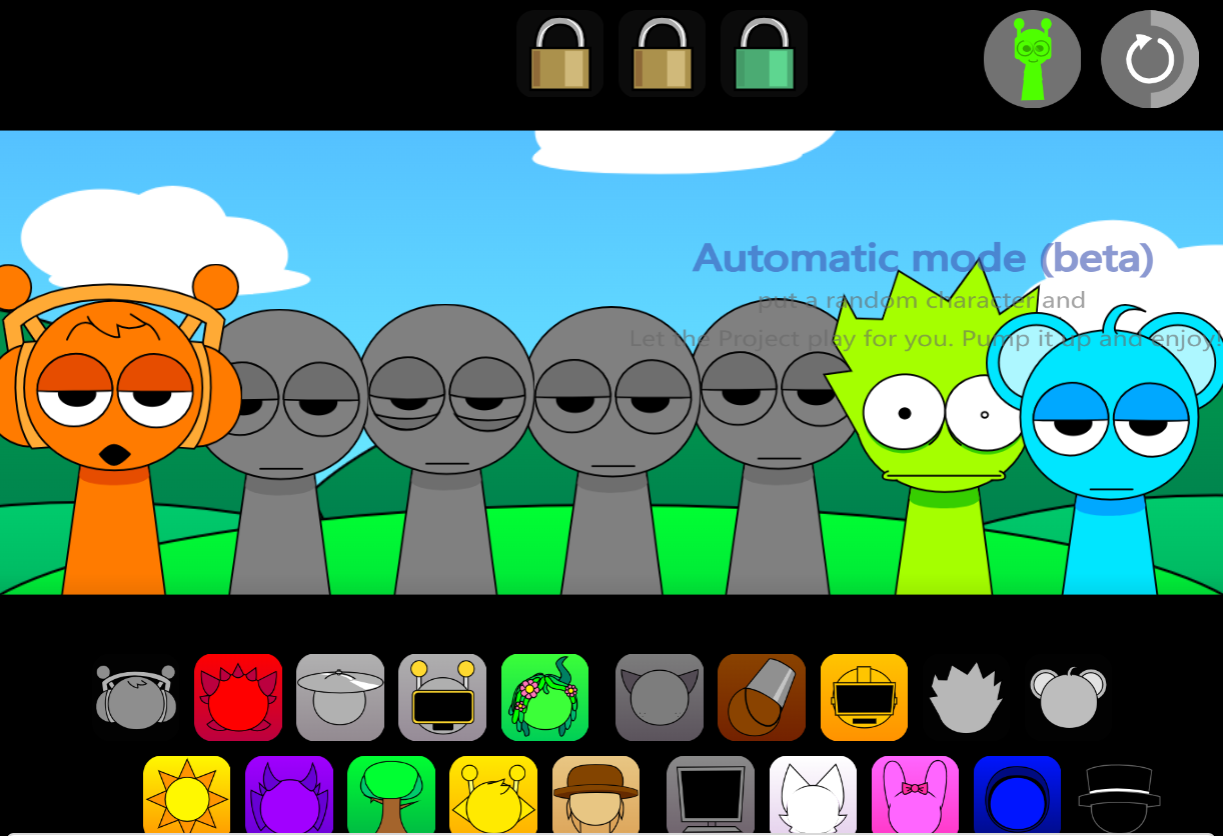 Automatic mode (beta)
put a random character and
Let the Project play for you. Pump it up and enjoy!